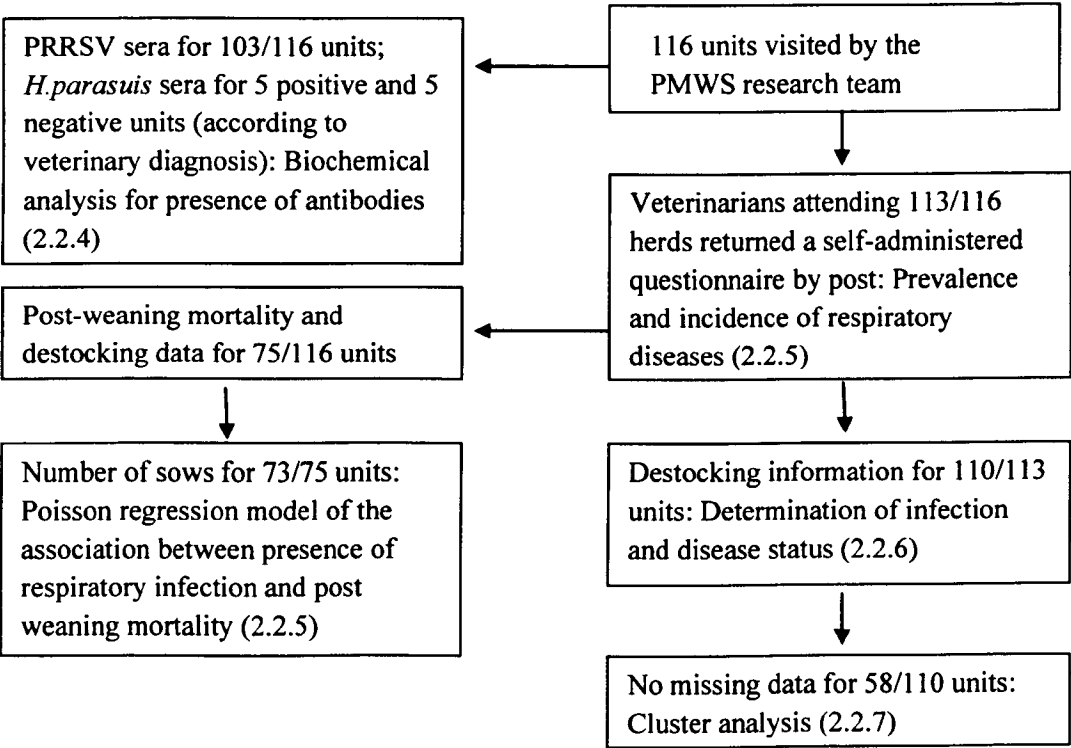 116 units visited by the
PMWS research team
PRRSV sera for 103/116 units;
H.parasuis sera for 5 positive and 5
negative units (according to
veterinary diagnosis): Biochemical
analysis for presence of antibodies
(2.2.4)
Veterinarians attending 113/116
herds returned a self-administered
questionnaire by post: Prevalence
and incidence of respiratory
diseases (2.2.5)
Post-weaning mortality and
destocking data for 75/116 units
Number of sows for 73/75 units:
Poisson regression model of the
association between presence of
respiratory infection and post
weaning mortality (2.2.5)
Destocking information for 110/113
units: Determination of infection
and disease status (2.2.6)
No missing data for 58/110 units:
Cluster analysis (2.2.7)